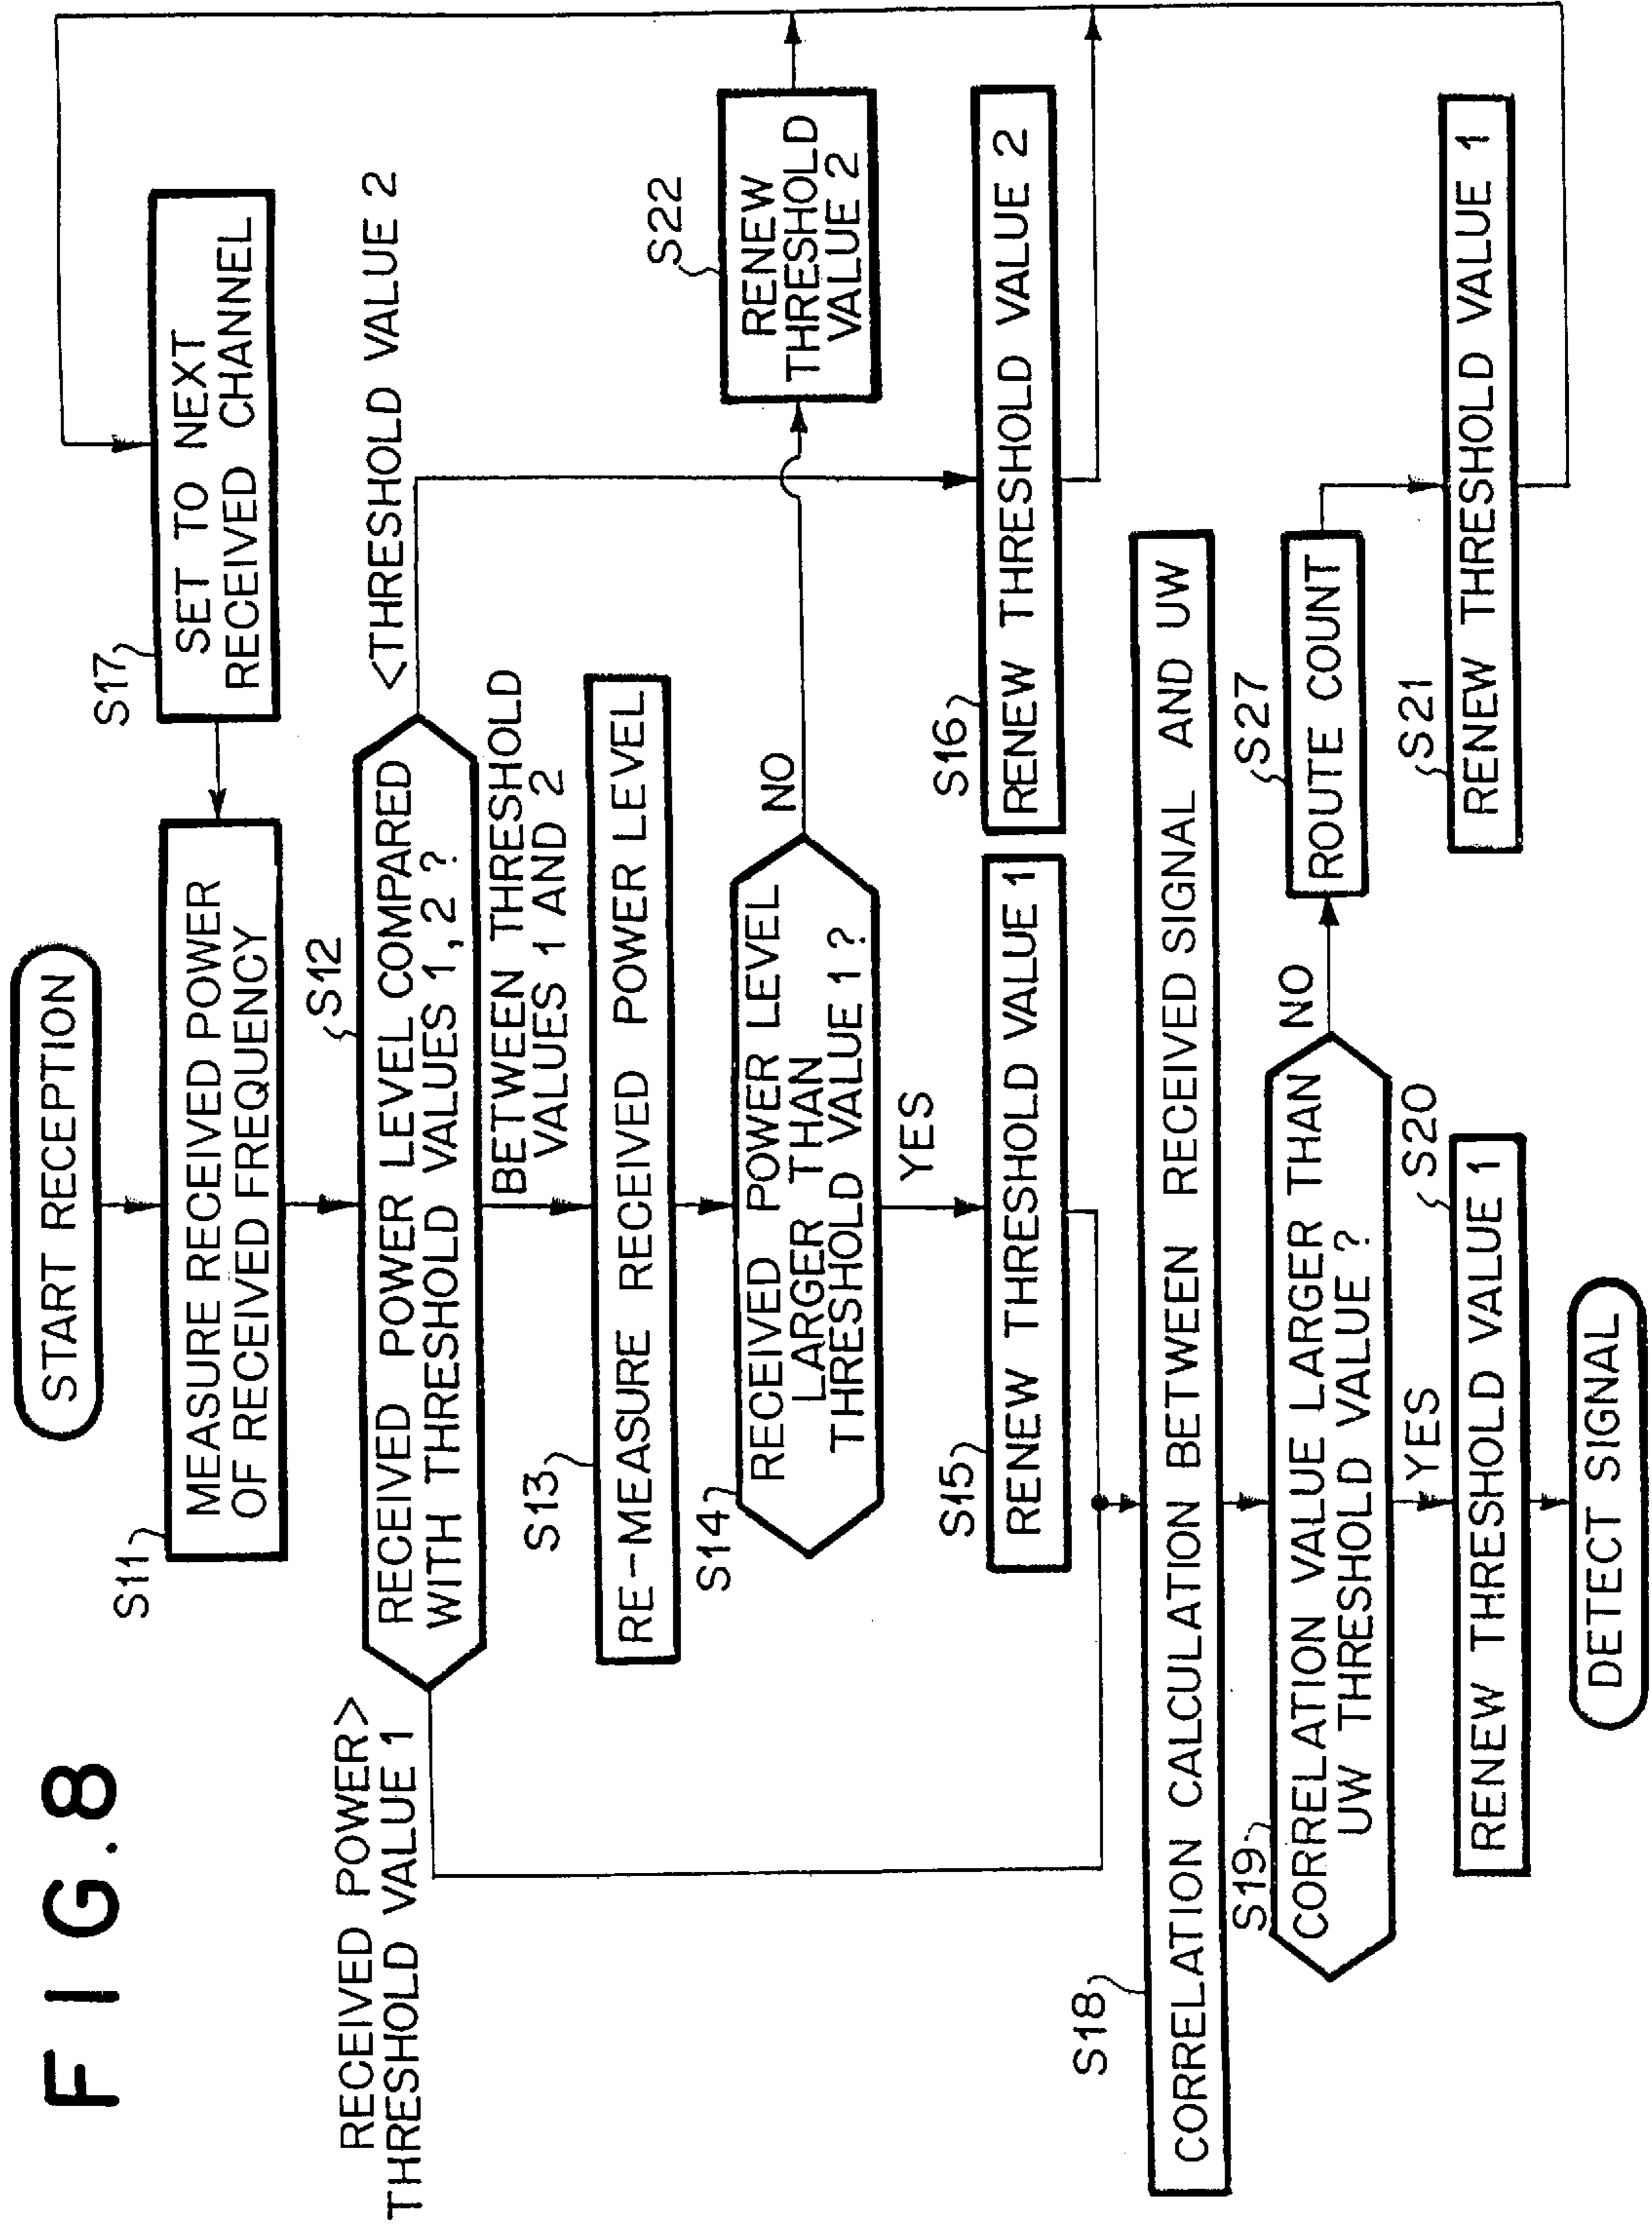 FIG.8
START RECEPTION
S11
MEASURE RECEIVED POWER
OF RECEIVED FREQUENCY
S17
SET TO NEXT
RECEIVED CHANNEL
S12
RECEIVED POWER LEVEL COMPARED
WITH THRESHOLD VALUES 1,2 ?
RECEIVED POWER>
THRESHOLD VALUE 1
<THRESHOLD VALUE 2
BETWEEN THRESHOLD
VALUES 1 AND 2
S13
RE-MEASURE RECEIVED POWER LEVEL
S14
RECEIVED POWER LEVEL
LARGER THAN
THRESHOLD VALUE 1 ?
NO
S22
RENEW
THRESHOLD
VALUE 2
YES
S15
RENEW THRESHOLD VALUE 1
S16
RENEW THRESHOLD VALUE 2
S18
CORRELATION CALCULATION BETWEEN RECEIVED SIGNAL AND UW
S19
CORRELATION VALUE LARGER THAN
UW THRESHOLD VALUE ?
NO
S27
ROUTE COUNT
YES
S20
RENEW THRESHOLD VALUE 1
S21
RENEW THRESHOLD VALUE 1
DETECT SIGNAL